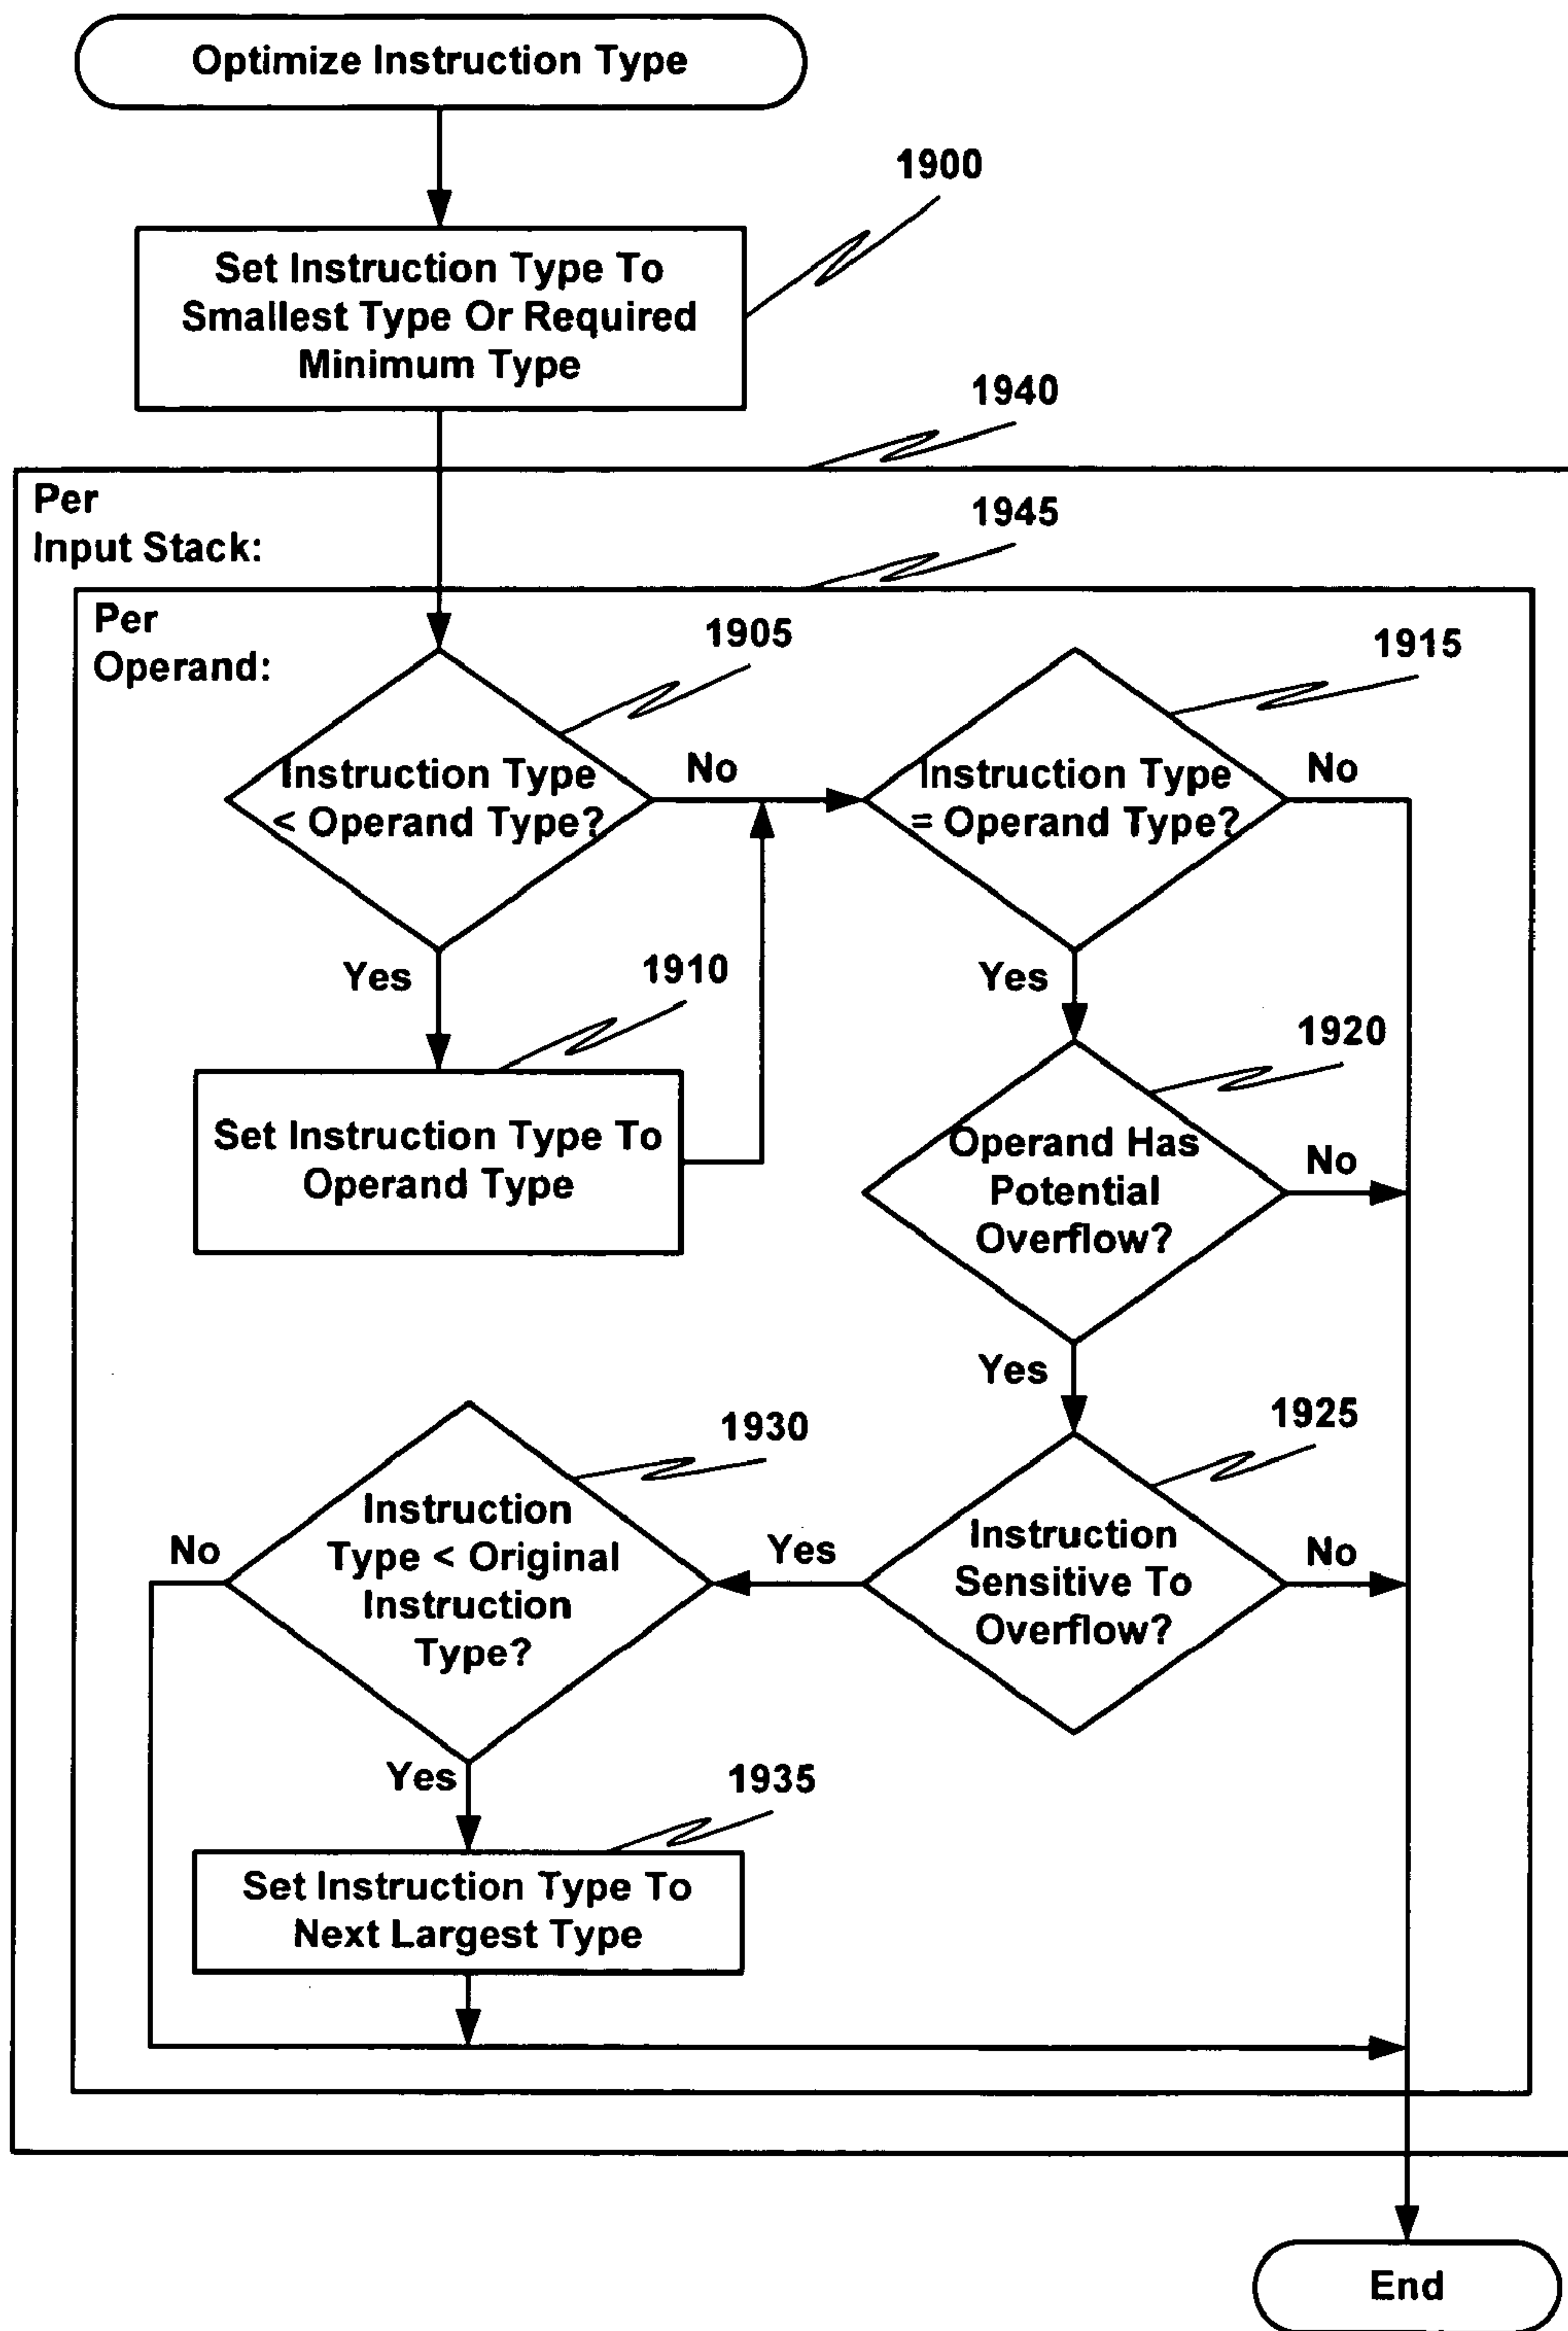 Optimize Instruction Type
1900
Set Instruction Type To
Smallest Type Or Required
Minimum Type
1940
Per
Input Stack:
1945
Per
Operand:
1905
1915
Instruction Type
< Operand Type?
No
Instruction Type
= Operand Type?
No
Yes
1910
Yes
1920
Set Instruction Type To
Operand Type
Operand Has
Potential
Overflow?
No
Yes
1930
1925
Instruction
Type < Original
Instruction
Type?
No
Yes
Instruction
Sensitive To
Overflow?
No
Yes
1935
Set Instruction Type To
Next Largest Type
End